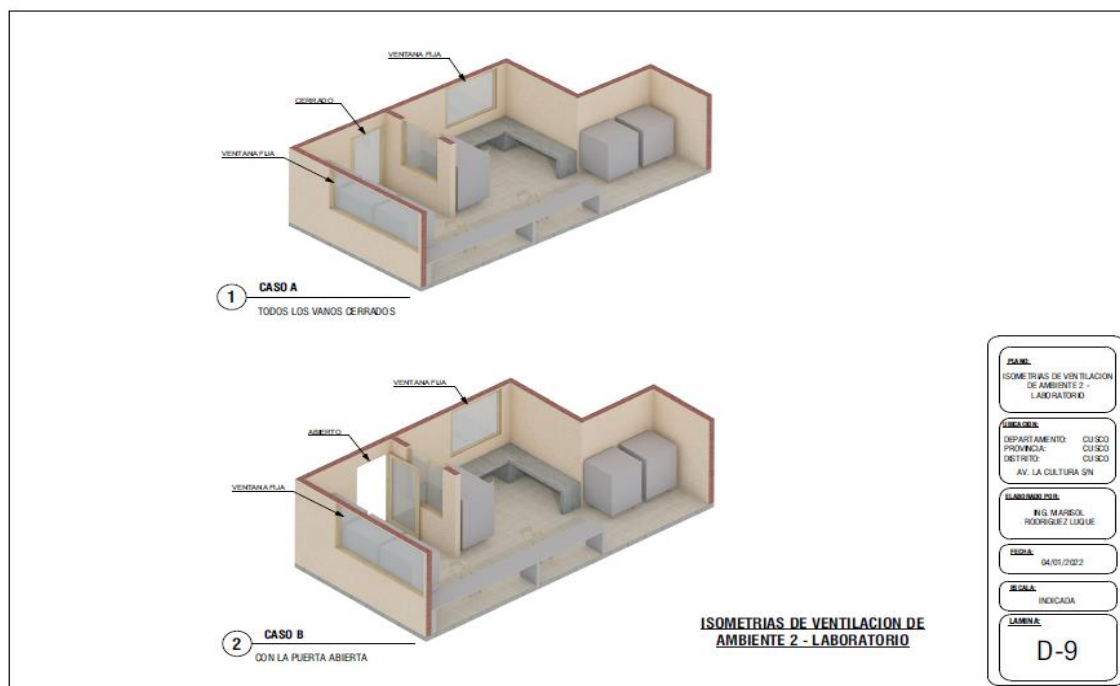 VENTANA FIJA
CERRADO
VENTANA FIJA
1
CASO A
TODOS LOS VANOS CERRADOS
VENTANA FIJA
ABIERTO
VENTANA FIJA
2
CASO B
CON LA PUERTA ABIERTA
ISOMETRIAS DE VENTILACION DE
AMBIENTE 2 - LABORATORIO
PLANO:
ISOMETRIAS DE VENTILACION
DE AMBIENTE 2 -
LABORATORIO
UBICACION:
DEPARTAMENTO: CUSCO
PROVINCIA: CUSCO
DISTRITO: CUSCO
AV. LA CULTURA S/N
ELABORADO POR:
ING. MARISOL
RODRIGUEZ LUQUE
FECHA:
04/01/2022
ESCALA:
INDICADA
LAMINA:
D-9